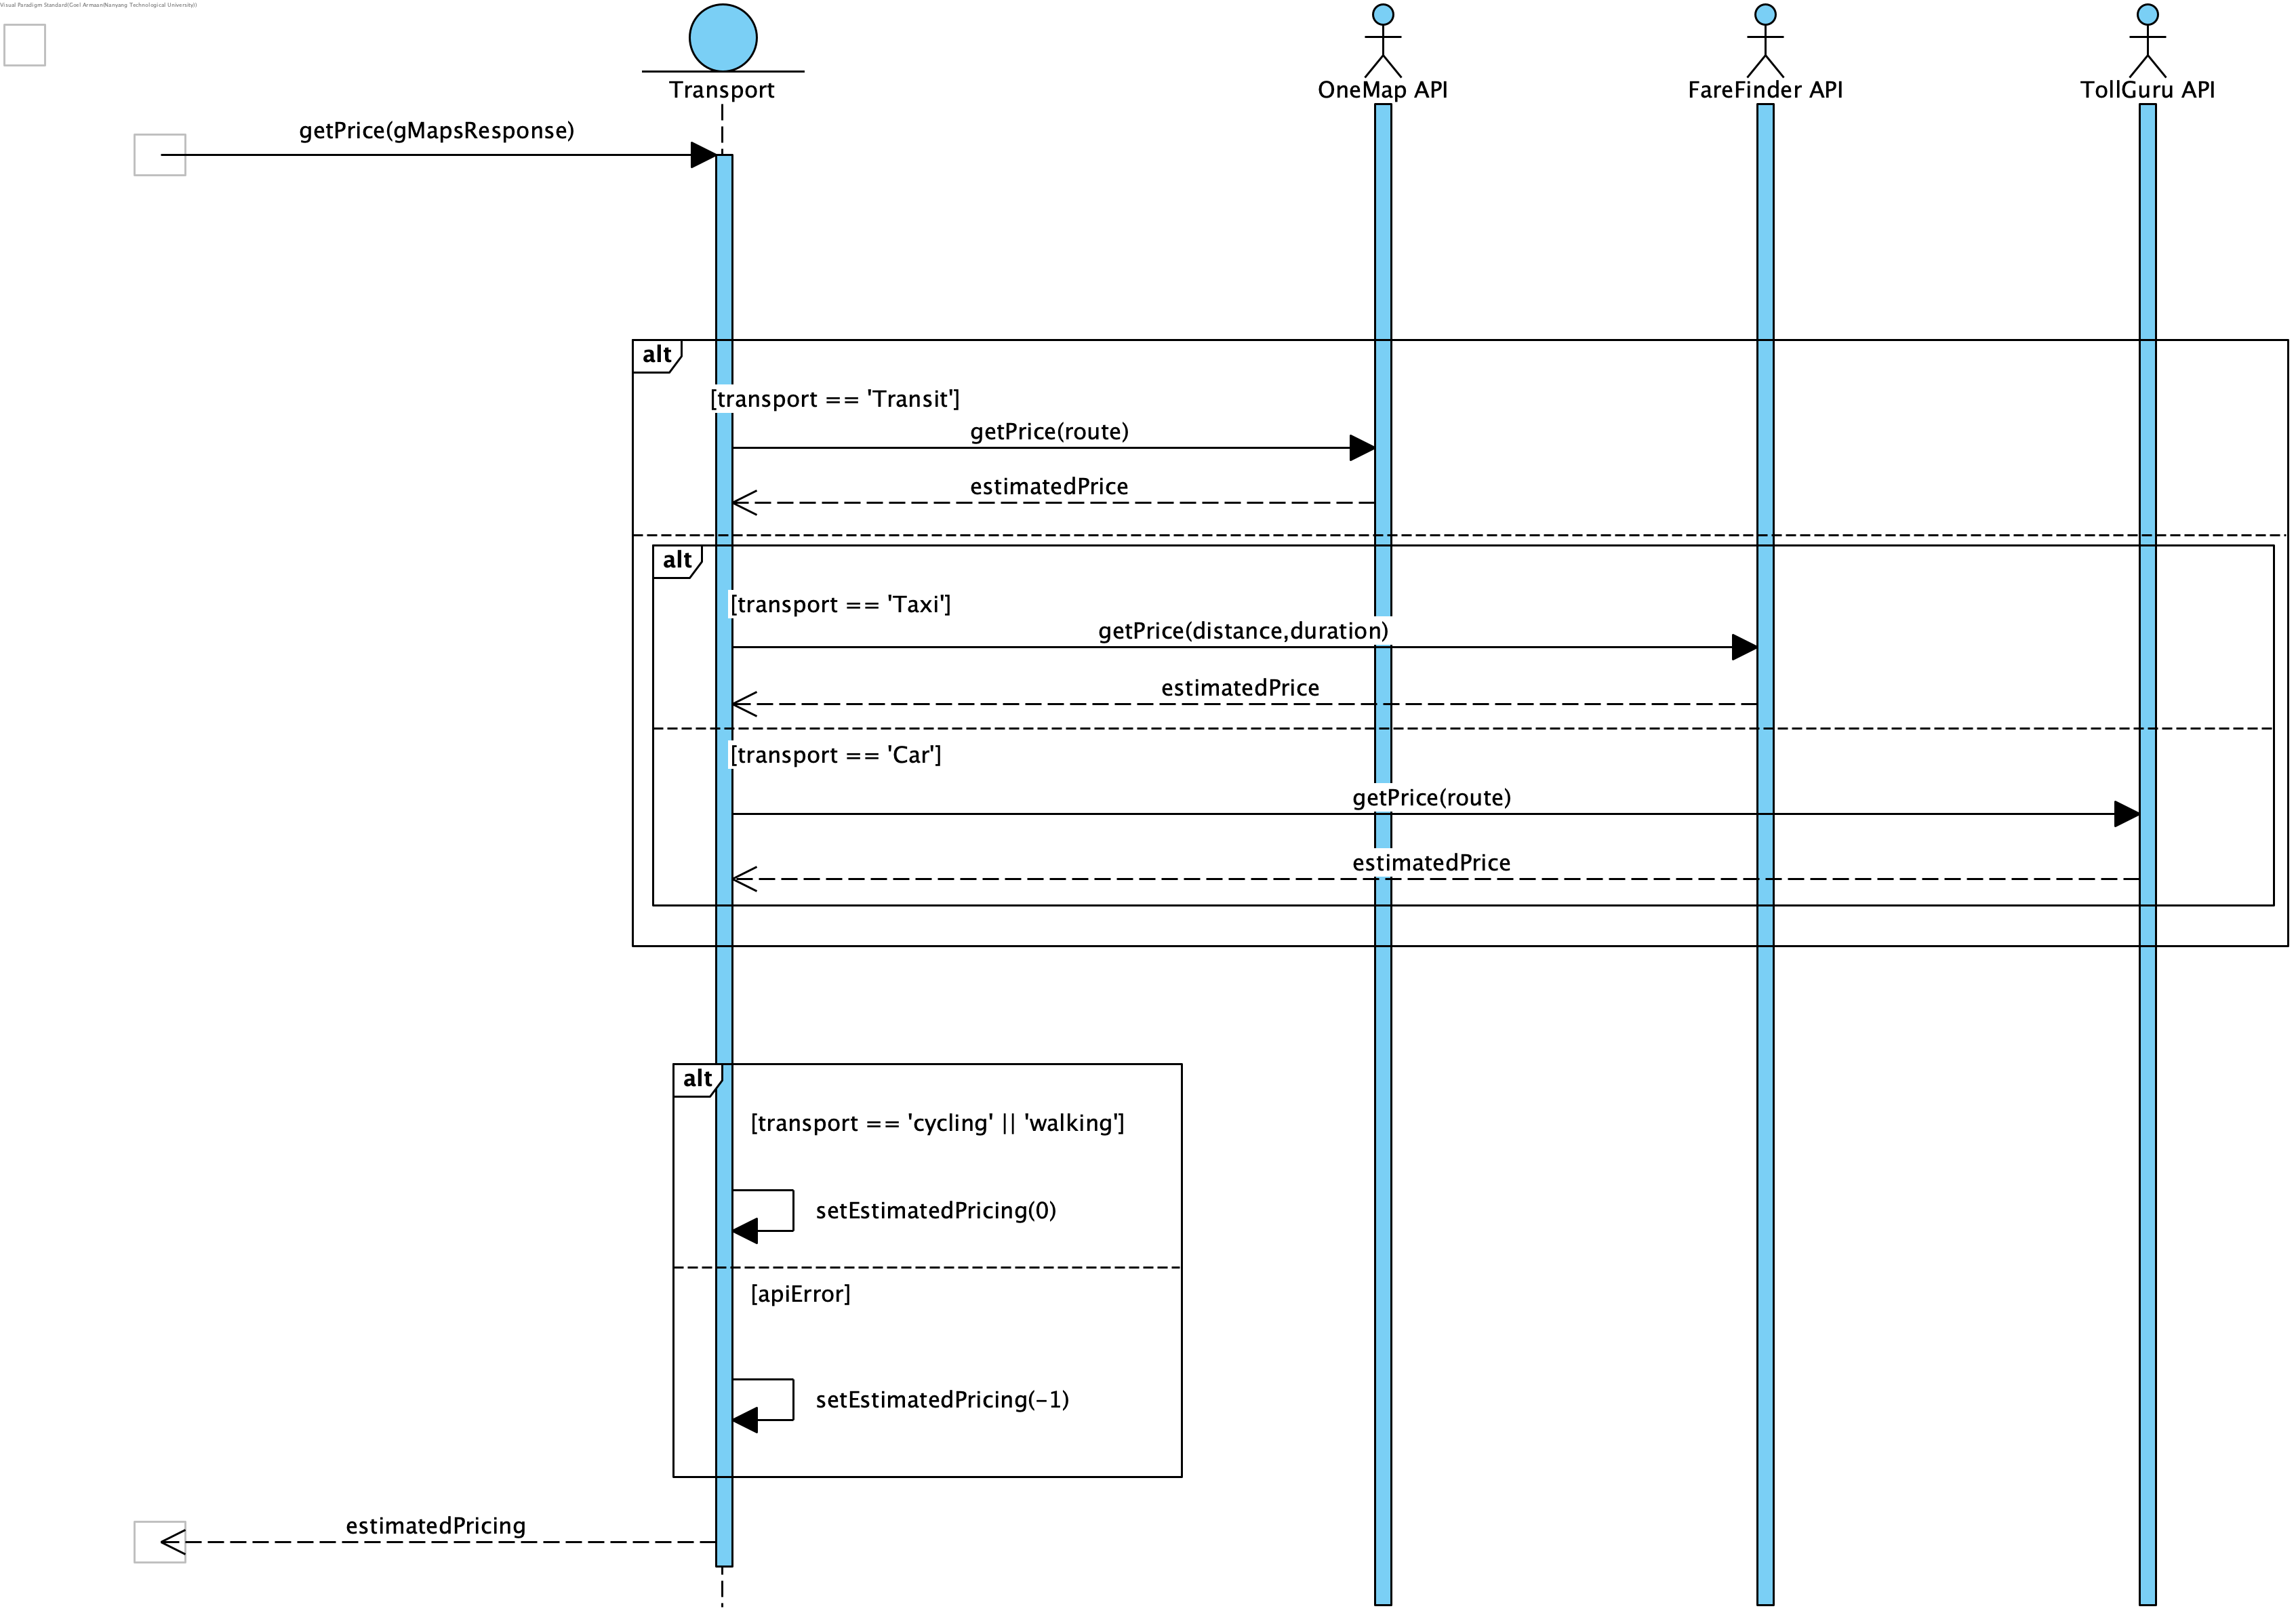 Visual Paradigm Standard(Goel Armaan(Nanyang Technological University))
Transport
OneMap API
FareFinder API
TollGuru API
getPrice(gMapsResponse)
alt
[transport == 'Transit']
getPrice(route)
estimatedPrice
alt
[transport == 'Taxi']
getPrice(distance,duration)
estimatedPrice
[transport == 'Car']
getPrice(route)
estimatedPrice
alt
[transport == 'cycling' || 'walking']
setEstimatedPricing(0)
[apiError]
setEstimatedPricing(-1)
estimatedPricing